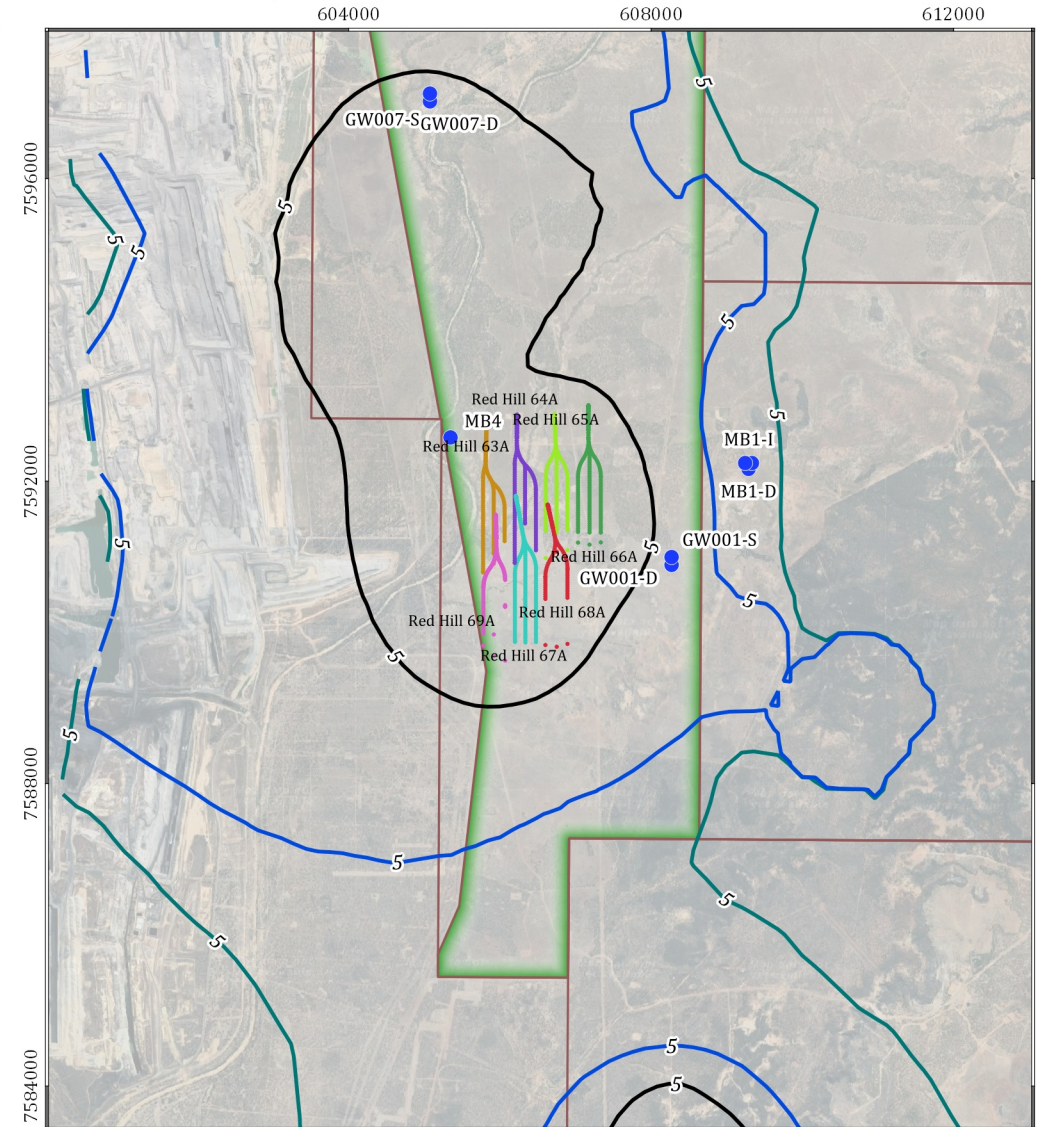 604000
608000
612000
7596000
7592000
7588000
7584000
5
GW007-S
GW007-D
5
5
5
5
5
Red Hill 64A
MB4
Red Hill 65A
5
Red Hill 63A
MB1-I
MB1-D
5
GW001-S
5
Red Hill 66A
GW001-D
5
Red Hill 68A
Red Hill 69A
5
Red Hill 67A
5
5
5
5
5
5